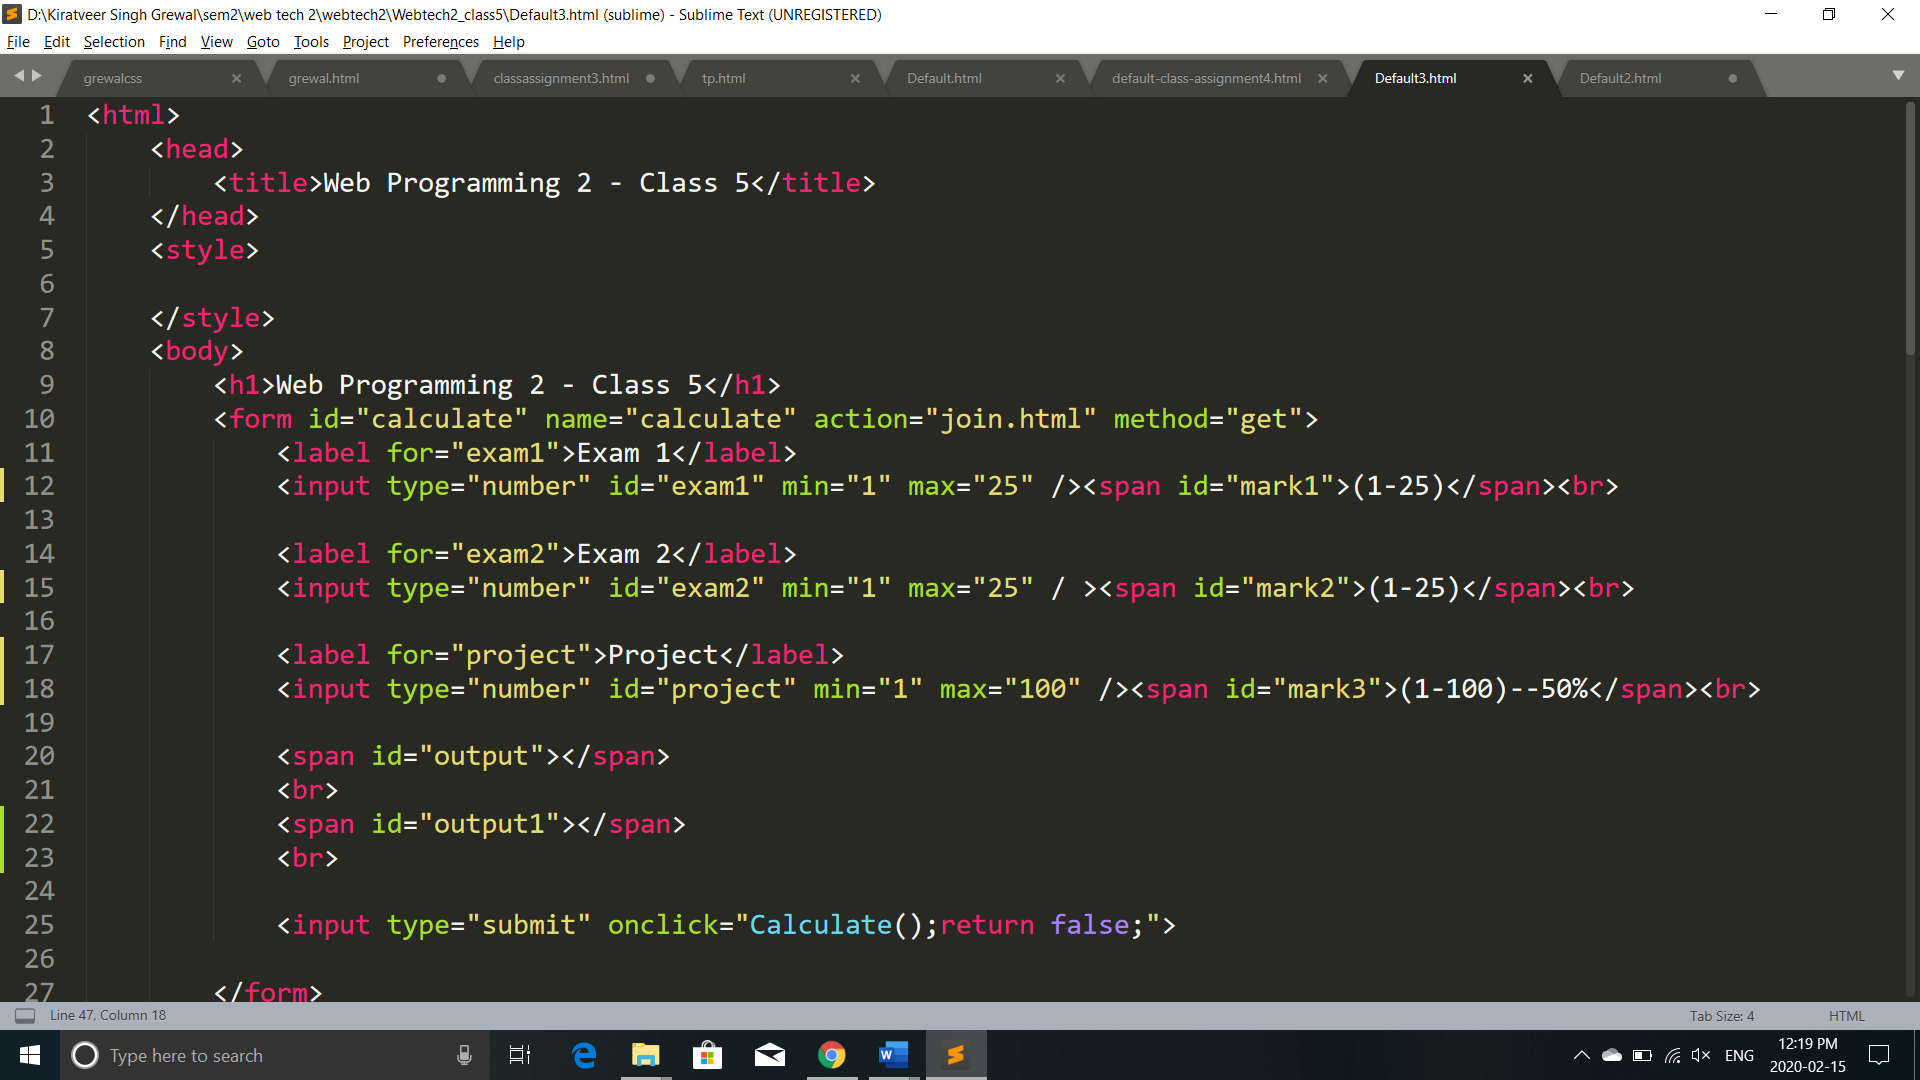 D:\Kiratveer Singh Grewal\sem2\web tech 2\webtech2\Webtech2_class5\Default3.html (sublime) - Sublime Text (UNREGISTERED)
File Edit Selection Find View Goto Tools Project Preferences Help
grewalcss grewal.html classassignment3.html tp.html Default.html default-class-assignment4.html Default3.html Default2.html
1 <html>
2 <head>
3 <title>Web Programming 2 - Class 5</title>
4 </head>
5 <style>
6
7 </style>
8 <body>
9 <h1>Web Programming 2 - Class 5</h1>
10 <form id="calculate" name="calculate" action="join.html" method="get">
11 <label for="exam1">Exam 1</label>
12 <input type="number" id="exam1" min="1" max="25" /><span id="mark1">(1-25)</span><br>
13
14 <label for="exam2">Exam 2</label>
15 <input type="number" id="exam2" min="1" max="25" / ><span id="mark2">(1-25)</span><br>
16
17 <label for="project">Project</label>
18 <input type="number" id="project" min="1" max="100" /><span id="mark3">(1-100)--50%</span><br>
19
20 <span id="output"></span>
21 <br>
22 <span id="output1"></span>
23 <br>
24
25 <input type="submit" onclick="Calculate();return false;">
26
27 </form>
Line 47, Column 18 Tab Size: 4 HTML
Type here to search ENG 12:19 PM
2020-02-15